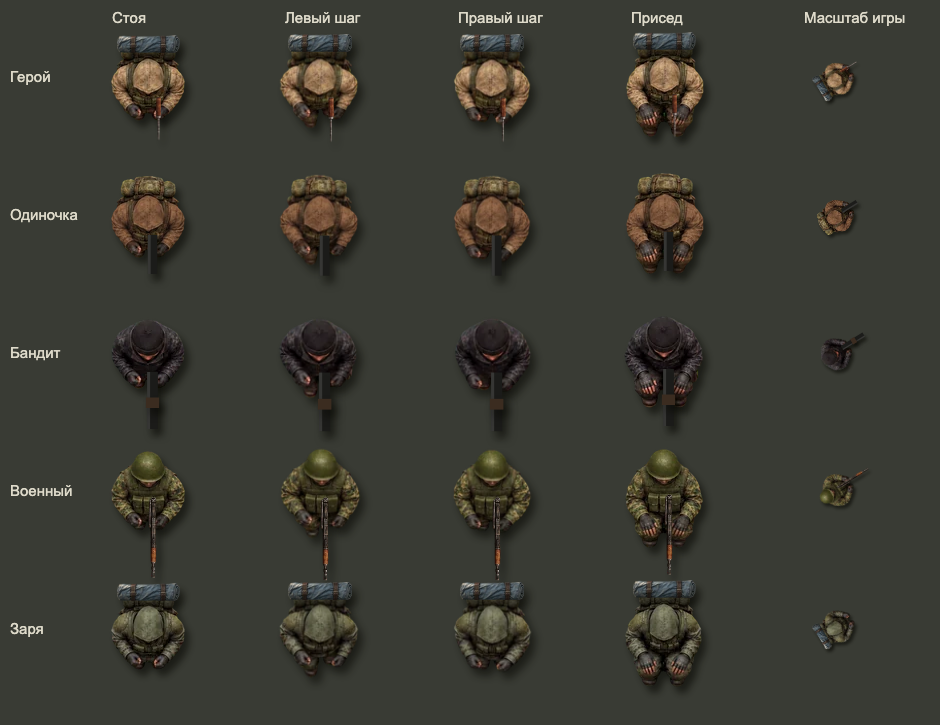 Стоя Левый шаг Правый шаг Присед Масштаб игры
Герой
Одиночка
Бандит
Военный
Заря